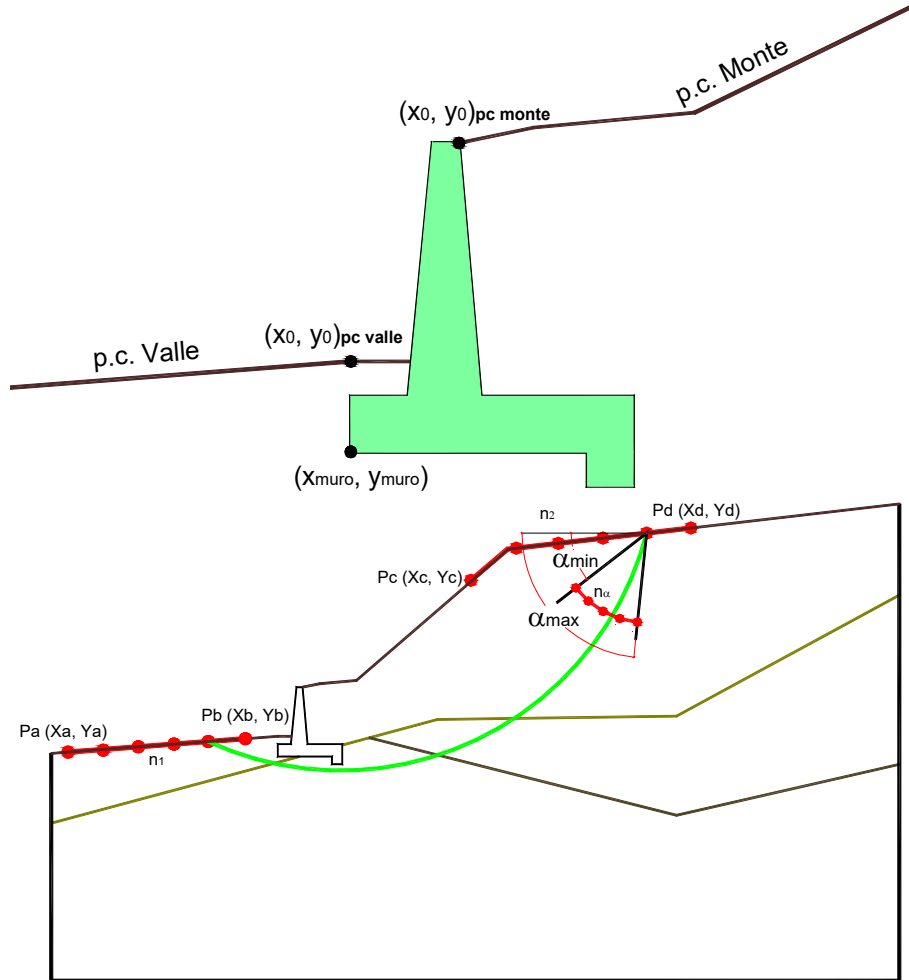 p.c. Monte
(x0, y0)pc monte
(x0, y0)pc valle
p.c. Valle
(xmuro, ymuro)
n2
Pd (Xd, Yd)
αmin
Pc (Xc, Yc)
nα
αmax
Pb (Xb, Yb)
Pa (Xa, Ya)
n1